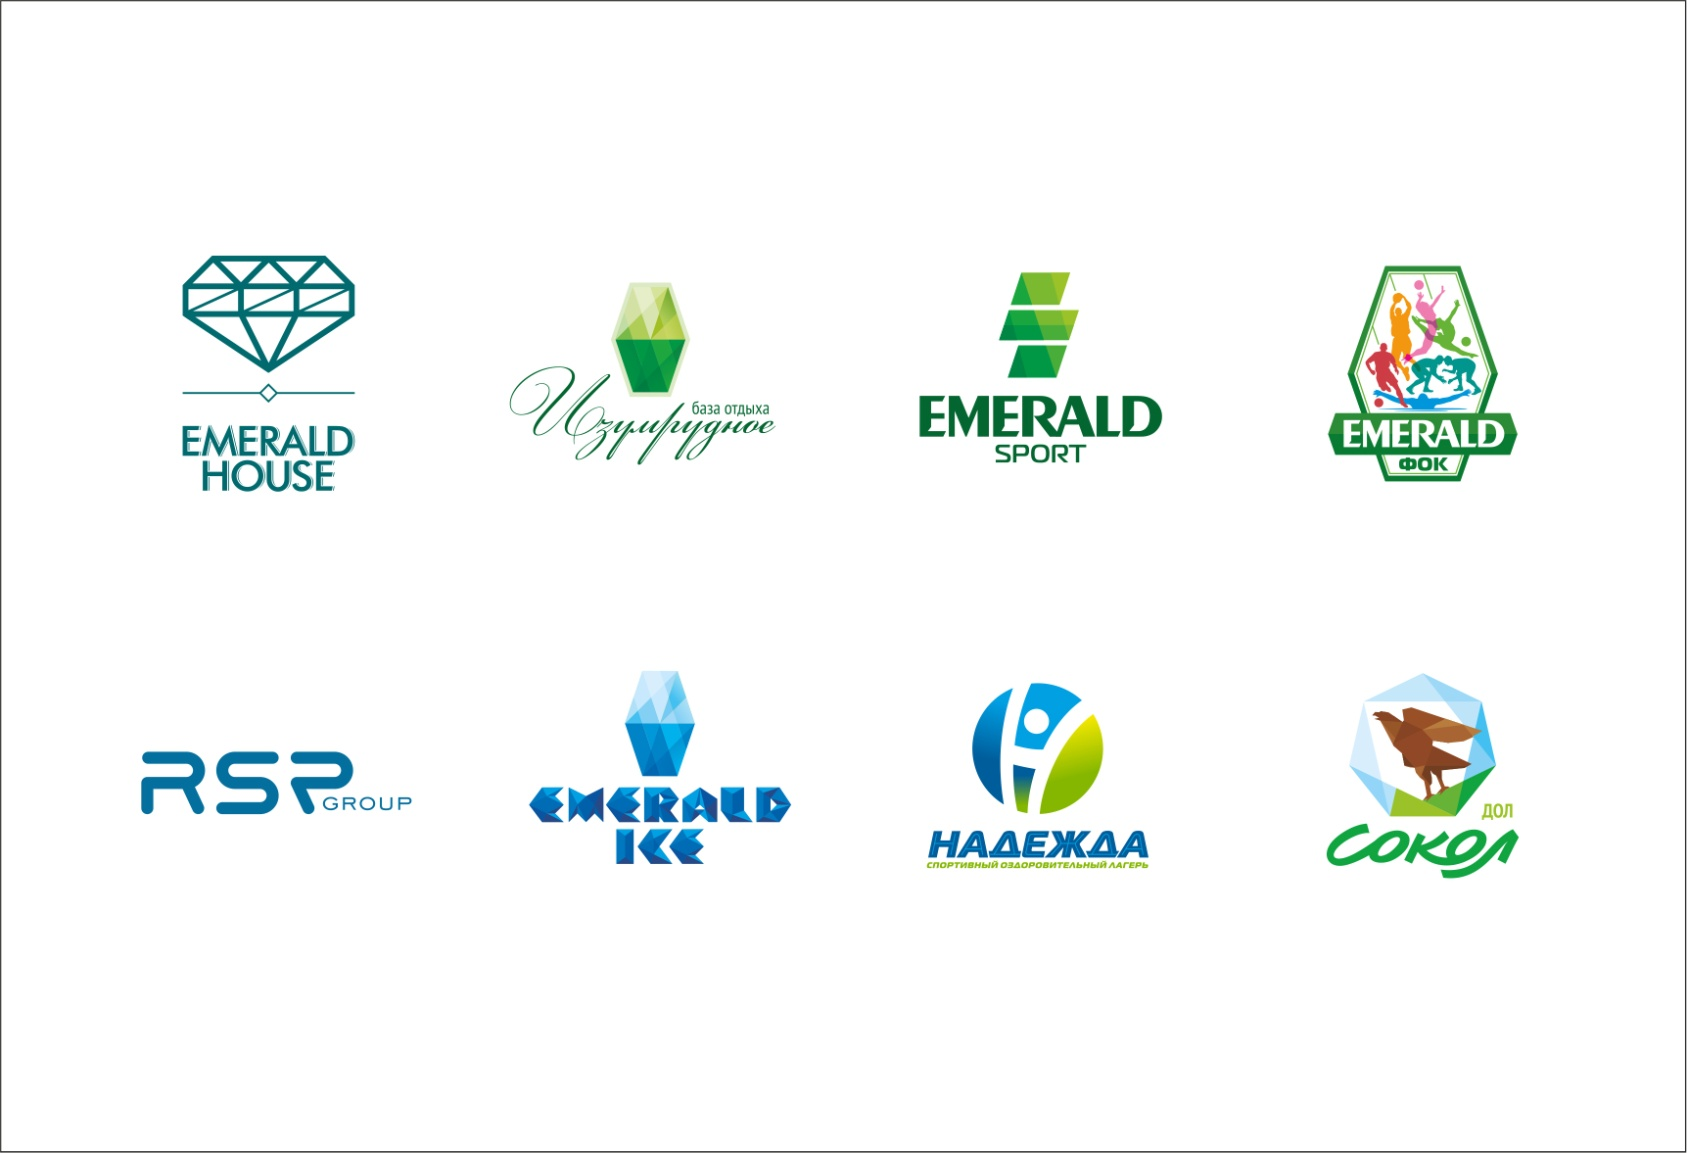 EMERALD
HOUSE
база отдыха
Изумрудное
EMERALD
SPORT
EMERALD
ФОК
RSP
GROUP
EMERALD
ICE
НАДЕЖДА
СПОРТИВНЫЙ ОЗДОРОВИТЕЛЬНЫЙ ЛАГЕРЬ
ДОЛ
СОКОЛ